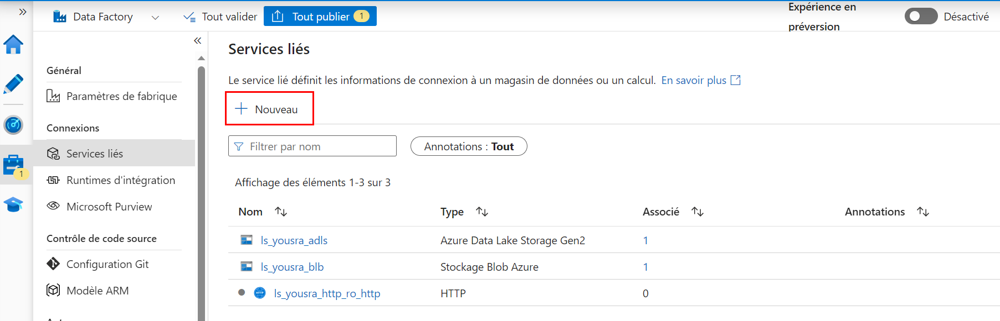 Data Factory
Tout valider
Tout publier 1
Expérience en
préversion
Désactivé
Général
Paramètres de fabrique
Connexions
Services liés
Runtimes d'intégration
Microsoft Purview
Contrôle de code source
Configuration Git
Modèle ARM
1
Services liés
Le service lié définit les informations de connexion à un magasin de données ou un calcul. En savoir plus
Nouveau
Filtrer par nom
Annotations : Tout
Affichage des éléments 1-3 sur 3
Nom Type Associé Annotations
ls_yousra_adls Azure Data Lake Storage Gen2 1
ls_yousra_blb Stockage Blob Azure 1
HTTP ls_yousra_http_ro_http HTTP 0